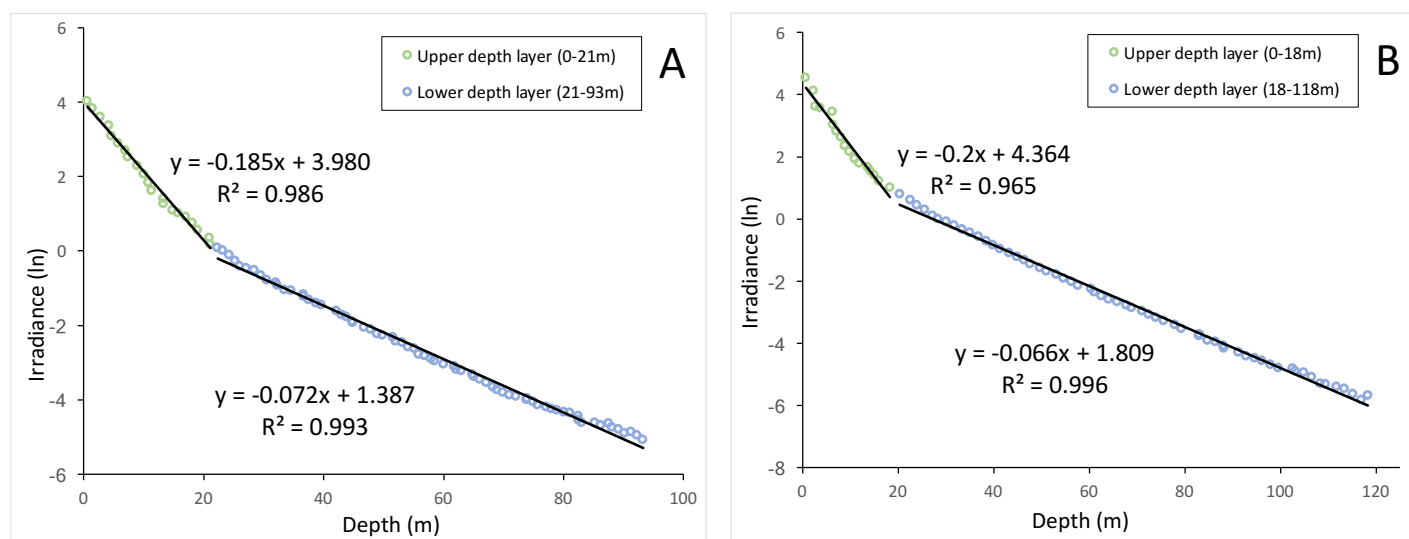 A
Upper depth layer (0-21m)
Lower depth layer (21-93m)
y = -0.185x + 3.980
R² = 0.986
y = -0.072x + 1.387
R² = 0.993
Irradiance (ln)
6
4
2
0
-2
-4
-6
0 20 40 60 80 100
Depth (m)
B
Upper depth layer (0-18m)
Lower depth layer (18-118m)
y = -0.2x + 4.364
R² = 0.965
y = -0.066x + 1.809
R² = 0.996
Irradiance (ln)
6
4
2
0
-2
-4
-6
-8
0 20 40 60 80 100 120
Depth (m)